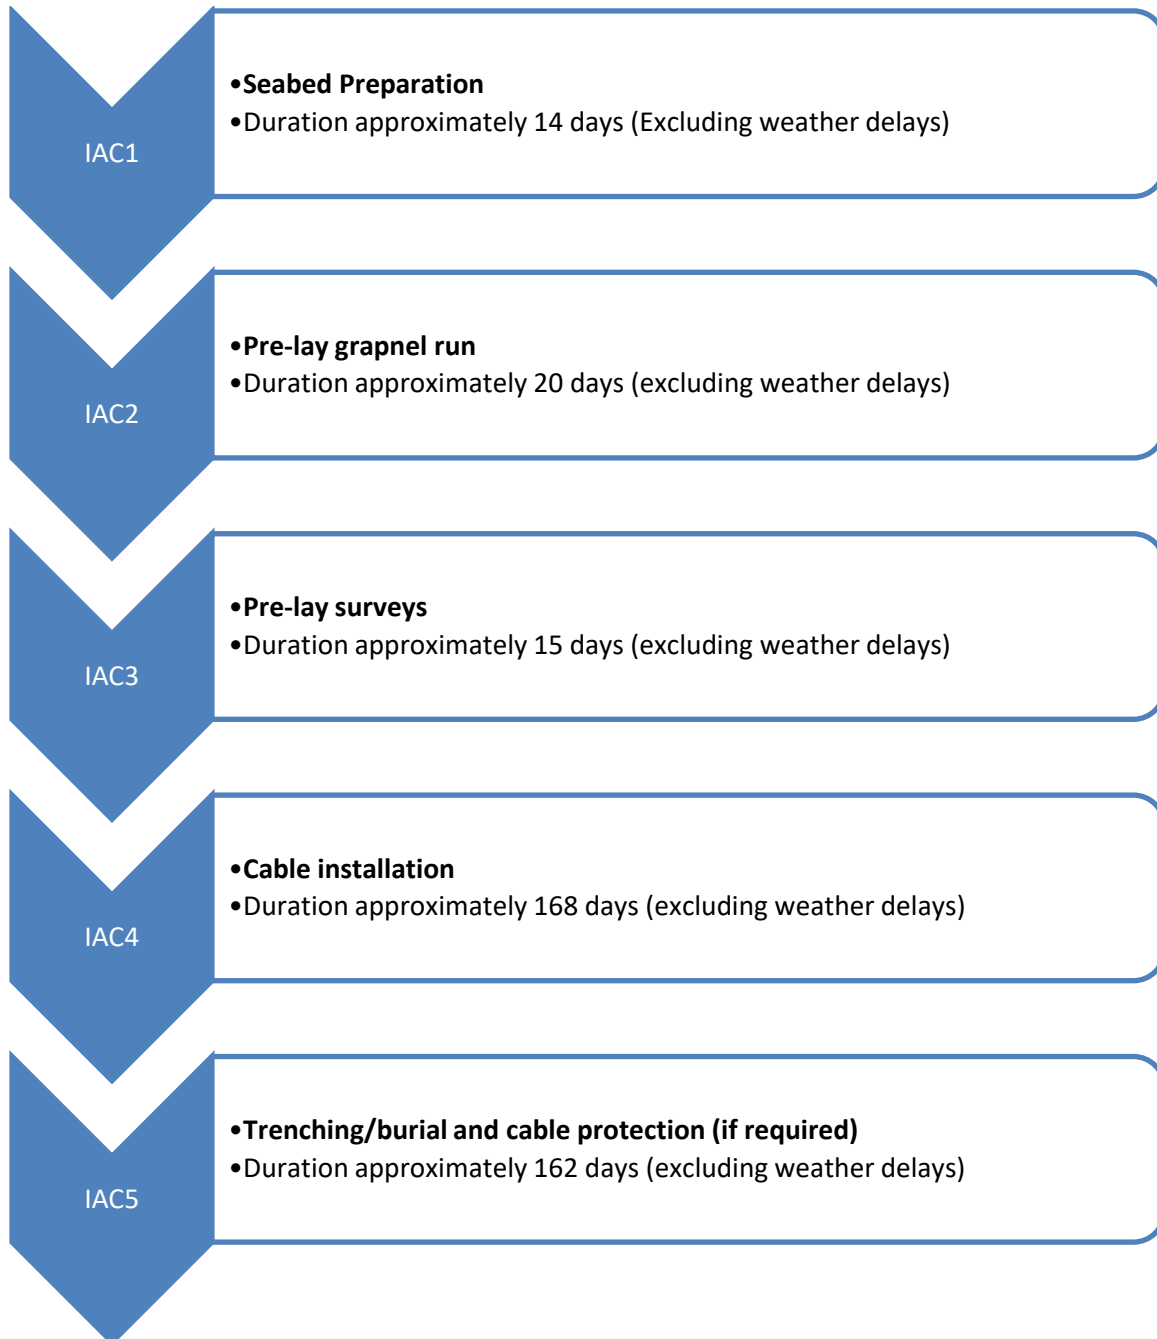 •Seabed Preparation
•Duration approximately 14 days (Excluding weather delays)
IAC1
•Pre-lay grapnel run
•Duration approximately 20 days (excluding weather delays)
IAC2
•Pre-lay surveys
•Duration approximately 15 days (excluding weather delays)
IAC3
•Cable installation
•Duration approximately 168 days (excluding weather delays)
IAC4
•Trenching/burial and cable protection (if required)
•Duration approximately 162 days (excluding weather delays)
IAC5